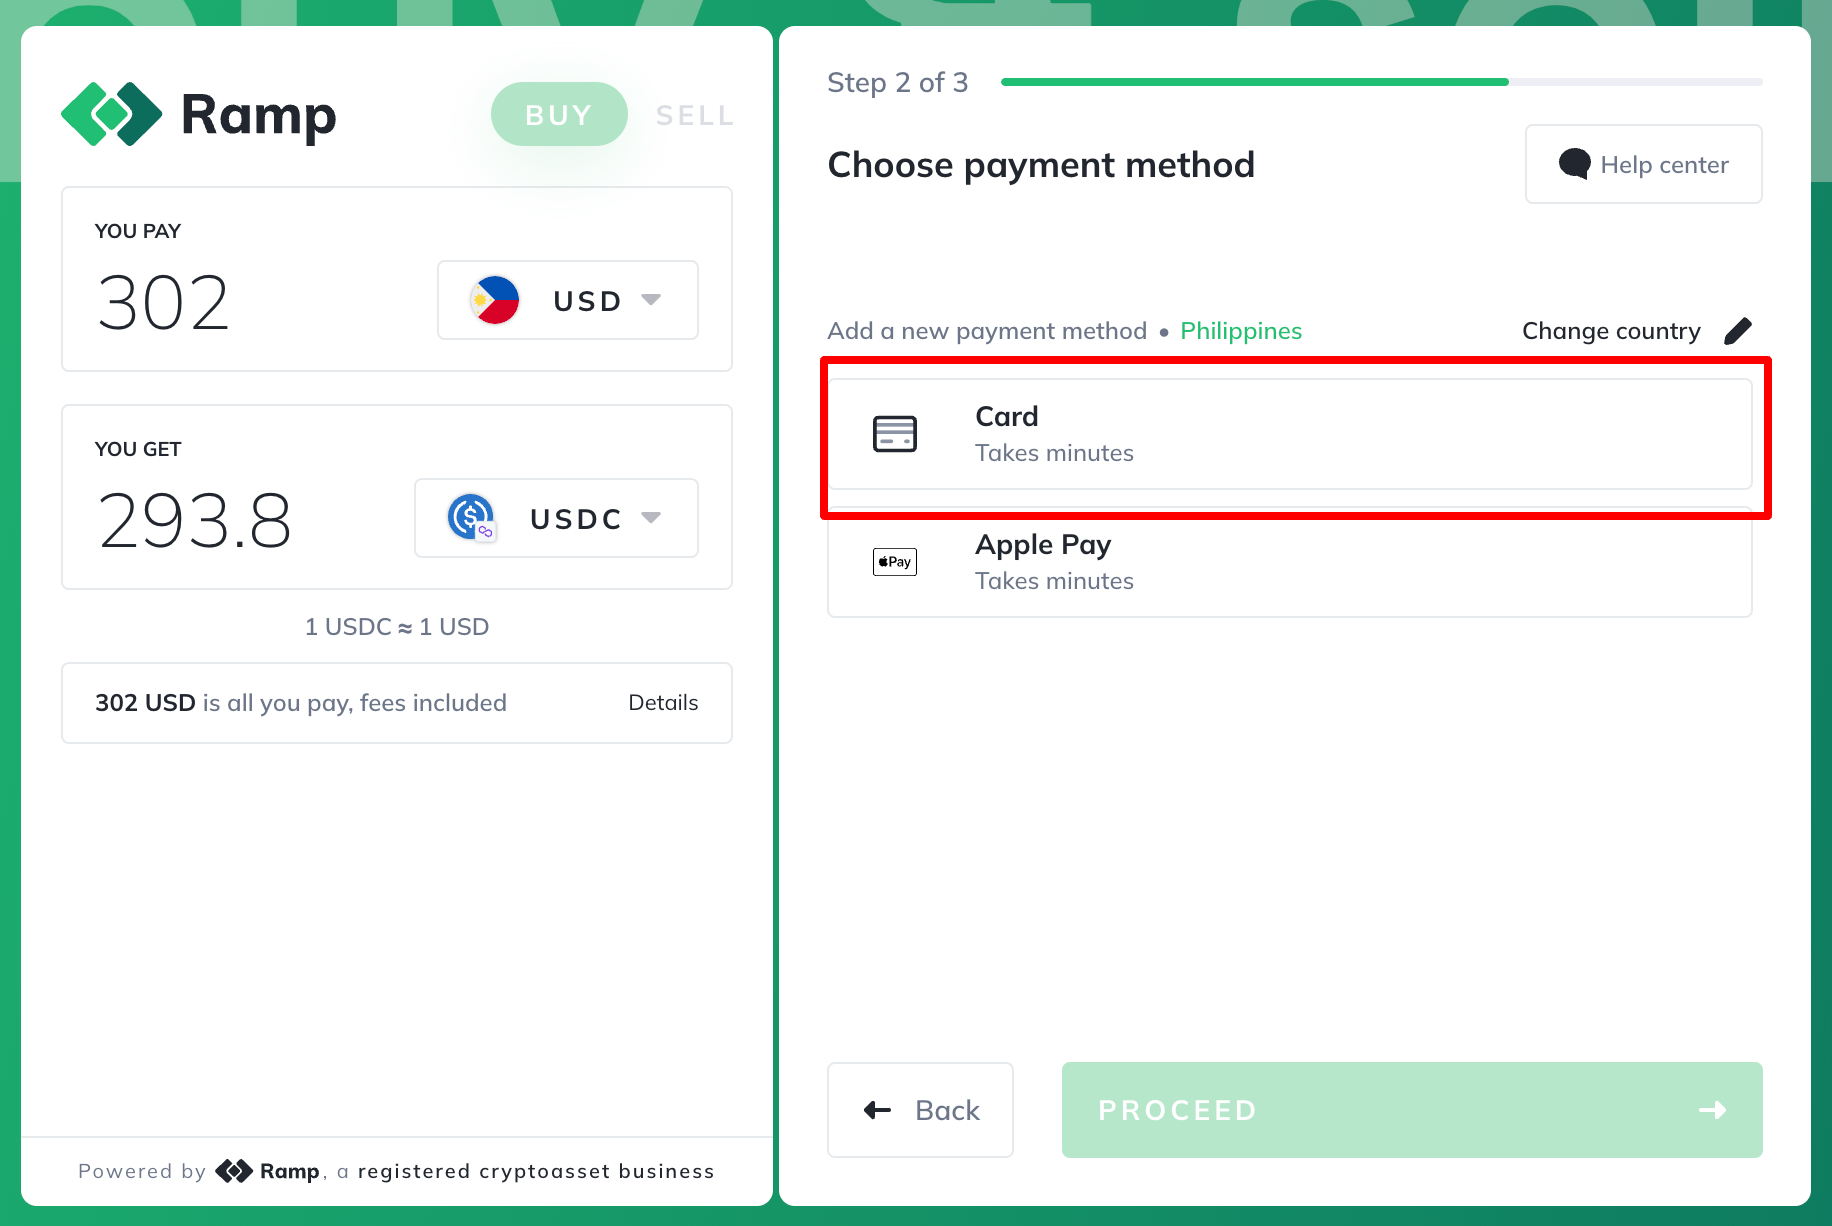 Ramp
BUY
SELL
YOU PAY
302
USD
YOU GET
293.8
USDC
1 USDC ≈ 1 USD
302 USD is all you pay, fees included
Details
Powered by Ramp, a registered cryptoasset business
Step 2 of 3
Choose payment method
Help center
Add a new payment method • Philippines
Change country
Card
Takes minutes
Pay
Apple Pay
Takes minutes
Back
PROCEED